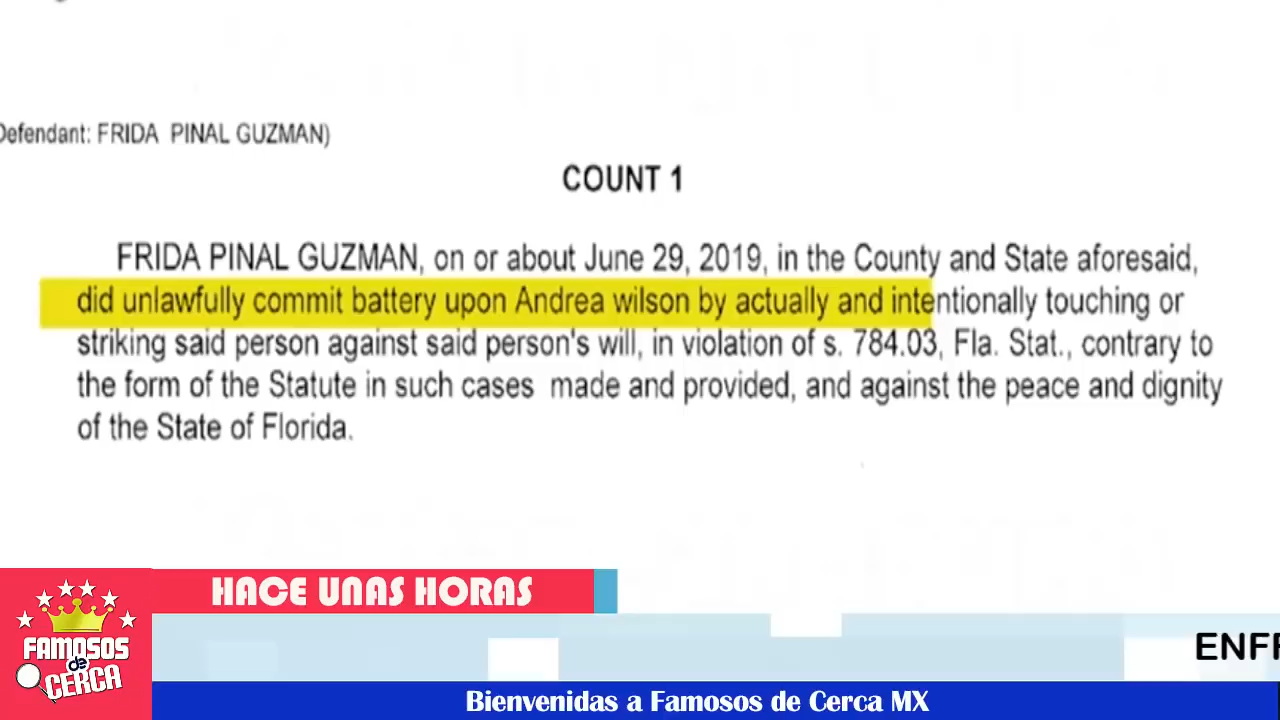 Defendant: FRIDA PINAL GUZMAN)
COUNT 1
FRIDA PINAL GUZMAN, on or about June 29, 2019, in the County and State aforesaid,
did unlawfully commit battery upon Andrea wilson by actually and intentionally touching or
striking said person against said person's will, in violation of s. 784.03, Fla. Stat., contrary to
the form of the Statute in such cases made and provided, and against the peace and dignity
of the State of Florida.
HACE UNAS HORAS
FAMOSOS
de
CERCA
ENF
Bienvenidas a Famosos de Cerca MX